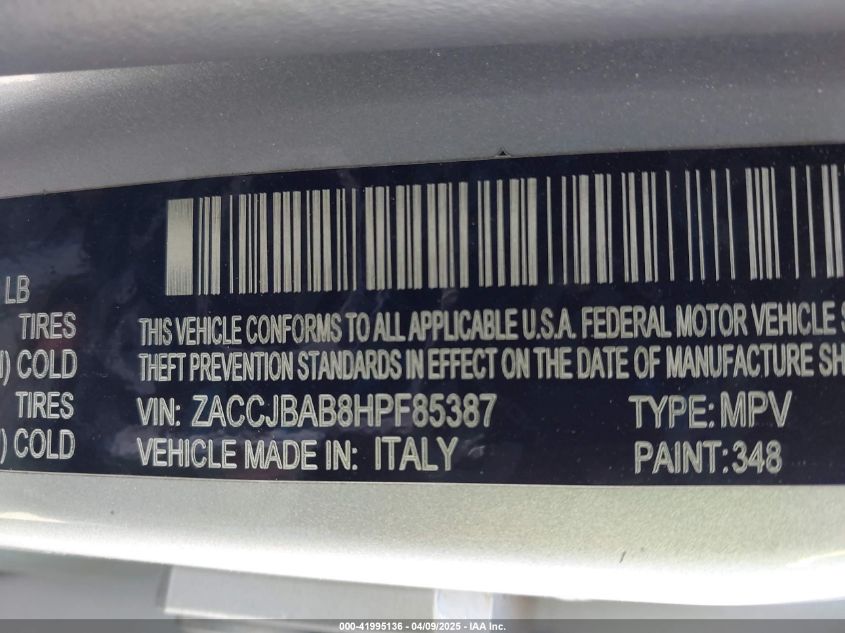 LB
TIRES
) COLD
TIRES
) COLD
THIS VEHICLE CONFORMS TO ALL APPLICABLE U.S.A. FEDERAL MOTOR VEHICLE
THEFT PREVENTION STANDARDS IN EFFECT ON THE DATE OF MANUFACTURE SH
VIN: ZACCJBAB8HPF85387 TYPE: MPV
VEHICLE MADE IN: ITALY PAINT: 348
000-41995136 - 04/09/2025 - IAA Inc.